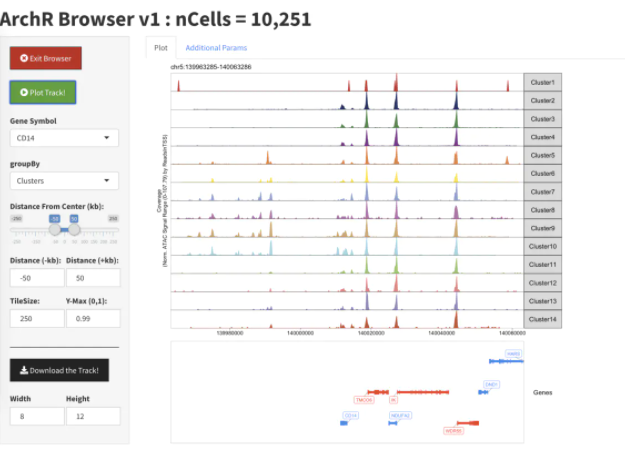 ArchR Browser v1 : nCells = 10,251
Exit Browser
Plot Track!
Gene Symbol
CD14
groupBy
Clusters
Distance From Center (kb):
-250 -50 50 250
Distance (-kb): Distance (+kb):
-50 50
TileSize: Y-Max (0,1):
250 0.99
Download the Track!
Width Height
8 12
Plot Additional Params
chr5:139963285-140063286
Coverage
(Norm. ATAC Signal Range (0-107.76) by ReadsInTSS)
Cluster1
Cluster2
Cluster3
Cluster4
Cluster5
Cluster6
Cluster7
Cluster8
Cluster9
Cluster10
Cluster11
Cluster12
Cluster13
Cluster14
139980000 140000000 140020000 140040000 140060000
TMCO6 IK
CD14 NDUFA2
Genes